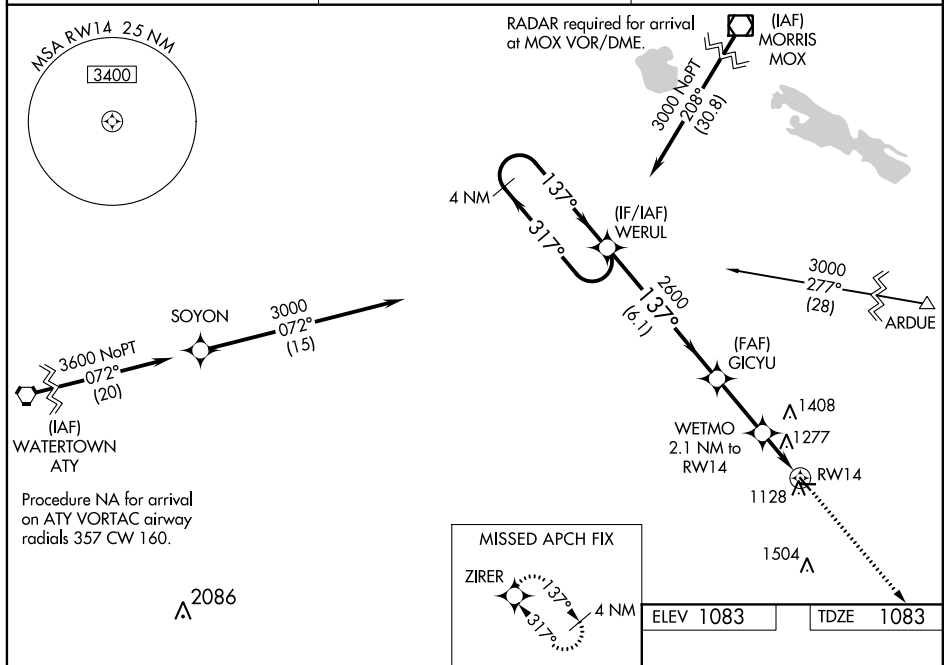 MSA RW14 25 NM
3400
RADAR required for arrival
at MOX VOR/DME.
(IAF)
MORRIS
MOX
3000 NoPT
208°
(30.8)
4 NM
137°
317°
(IF/IAF)
WERUL
2600
137°
(6.1)
3000
277°
(28)
ARDUE
SOYON
3000
072°
(15)
3600 NoPT
072°
(20)
(IAF)
WATERTOWN
ATY
(FAF)
GICYU
WETMO
2.1 NM to
RW14
1408
1277
RW14
1128
1504
Procedure NA for arrival
on ATY VORTAC airway
radials 357 CW 160.
2086
MISSED APCH FIX
ZIRER
137°
317°
4 NM
ELEV 1083
TDZE 1083